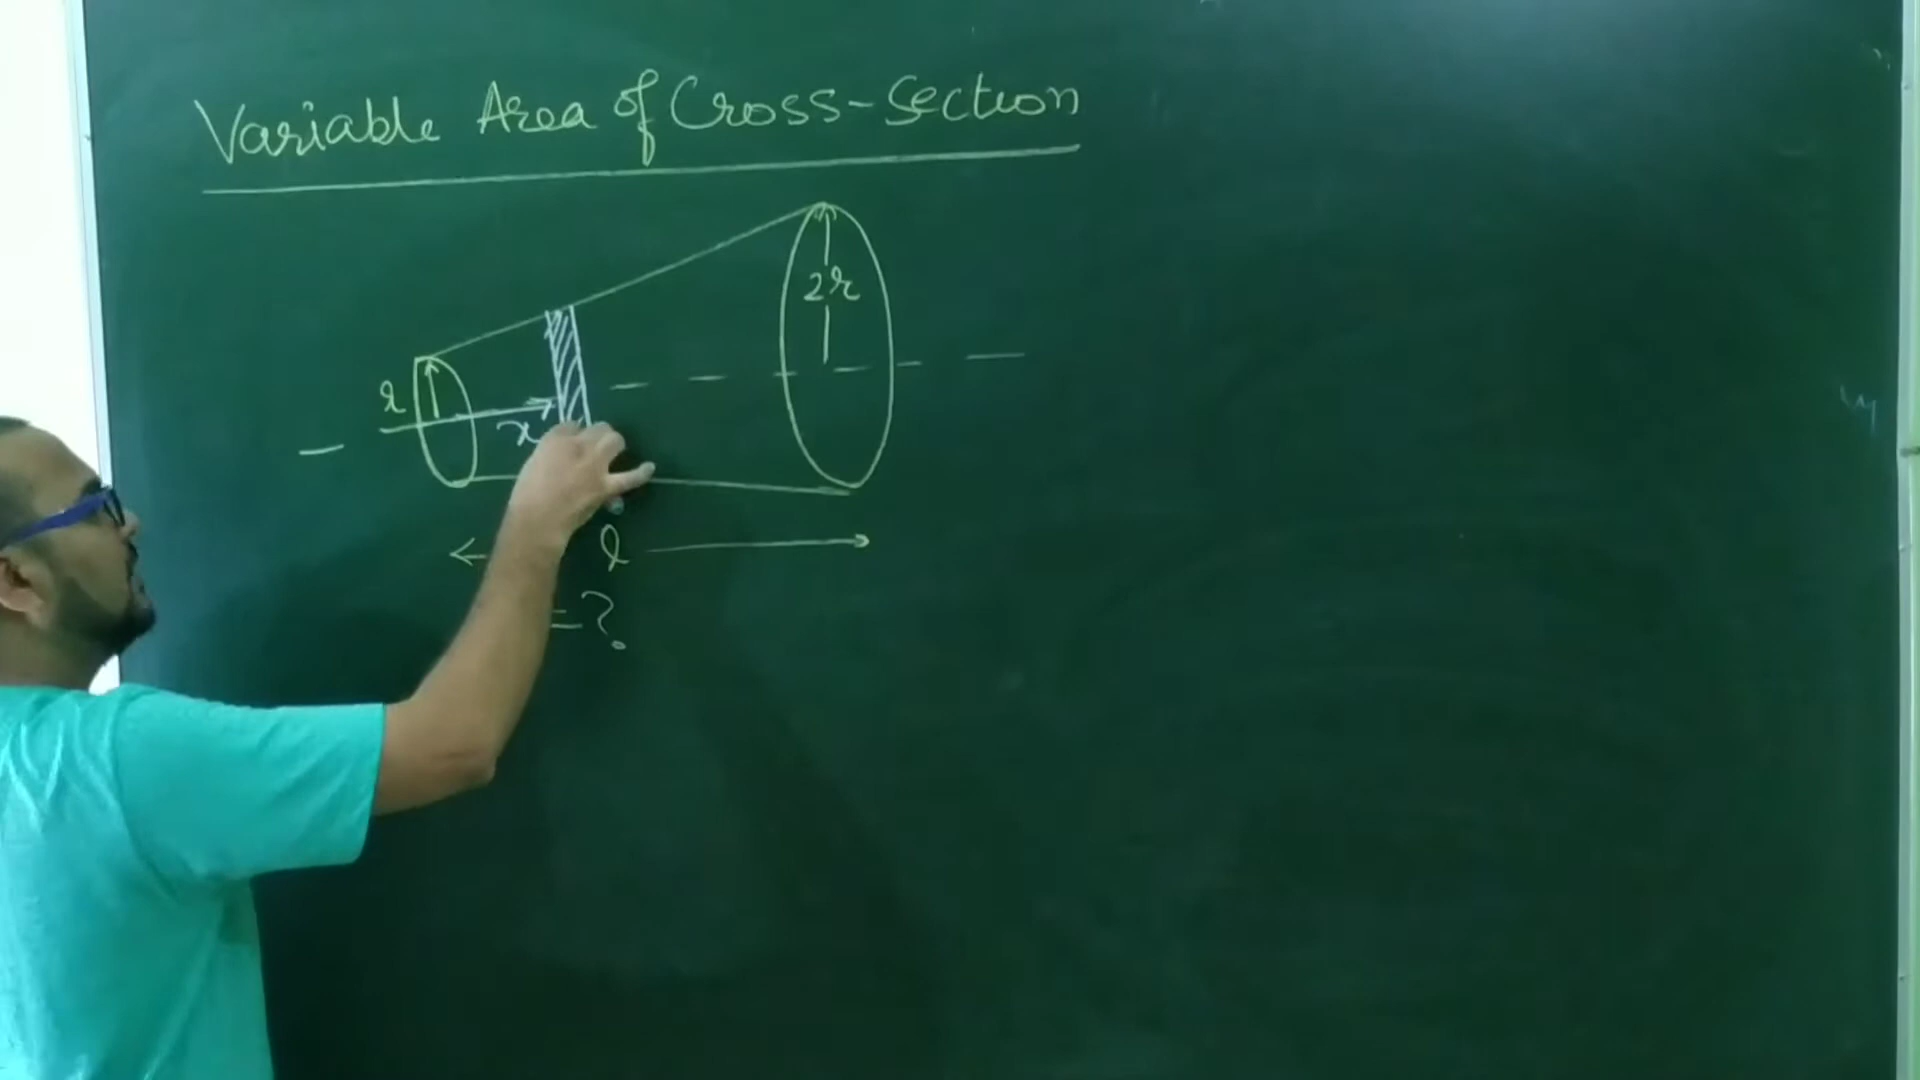 Variable Area of Cross-section
2r
r
x
l
=?